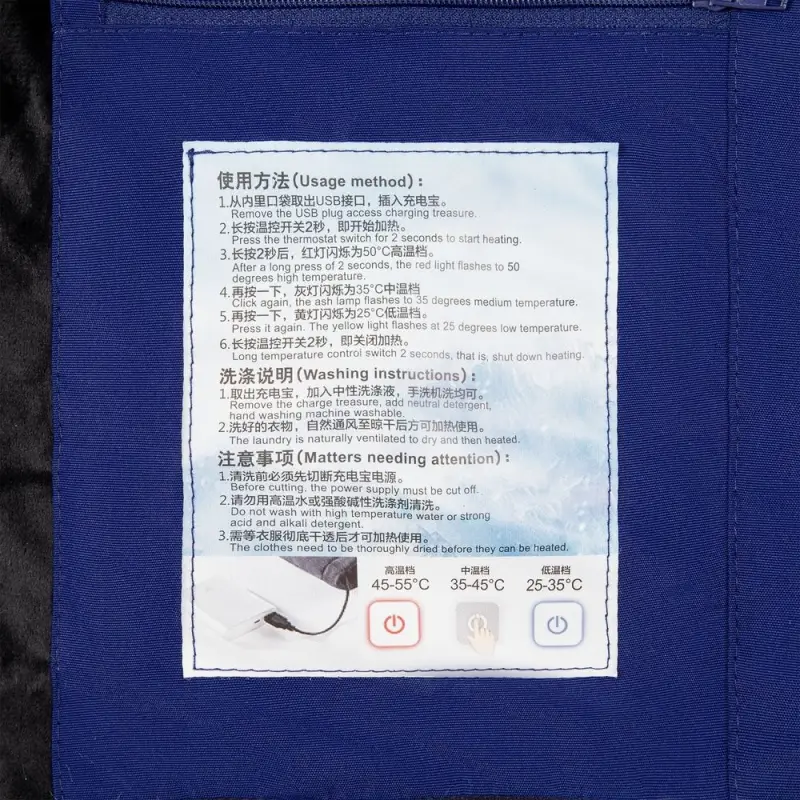 使用方法(Usage method)：
1.从内里口袋取出USB接口，插入充电宝。
Remove the USB plug access charging treasure.
2.长按温控开关2秒，即开始加热。
Press the thermostat switch for 2 seconds to start heating.
3.长按2秒后，红灯闪烁为50°C高温档。
After a long press of 2 seconds, the red light flashes to 50
degrees high temperature.
4.再按一下，灰灯闪烁为35°C中温档
Click again, the ash lamp flashes to 35 degrees medium temperature.
5.再按一下，黄灯闪烁为25°C低温档。
Press it again. The yellow light flashes at 25 degrees low temperature.
6.长按温控开关2秒，即关闭加热。
Long temperature control switch 2 seconds, that is, shut down heating.
洗涤说明(Washing instructions)：
1.取出充电宝，加入中性洗涤液，手洗机洗均可。
Remove the charge treasure, add neutral detergent,
hand washing machine washable.
2.洗好的衣物，自然通风至晾干后方可加热使用。
The laundry is naturally ventilated to dry and then heated.
注意事项(Matters needing attention)：
1.清洗前必须先切断充电宝电源。
Before cutting. the power supply must be cut off.
2.请勿用高温水或强酸碱性洗涤剂清洗。
Do not wash with high temperature water or strong
acid and alkali detergent.
3.需等衣服彻底干透后才可加热使用。
The clothes need to be thoroughly dried before they can be heated.
高温档 中温档 低温档
45-55°C 35-45°C 25-35°C